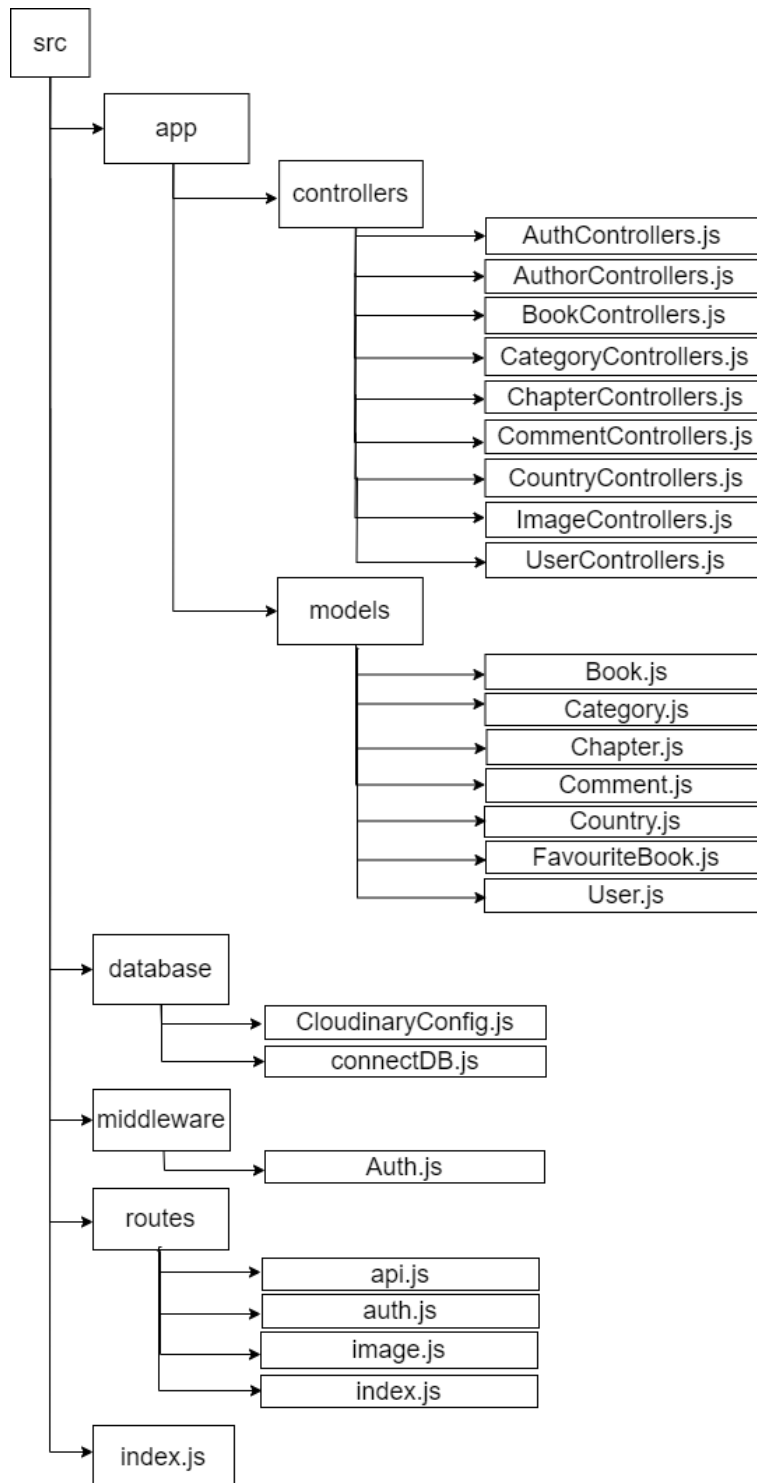 src
app
controllers
AuthControllers.js
AuthorControllers.js
BookControllers.js
CategoryControllers.js
ChapterControllers.js
CommentControllers.js
CountryControllers.js
ImageControllers.js
UserControllers.js
models
Book.js
Category.js
Chapter.js
Comment.js
Country.js
FavouriteBook.js
User.js
database
CloudinaryConfig.js
connectDB.js
middleware
Auth.js
routes
api.js
auth.js
image.js
index.js
index.js